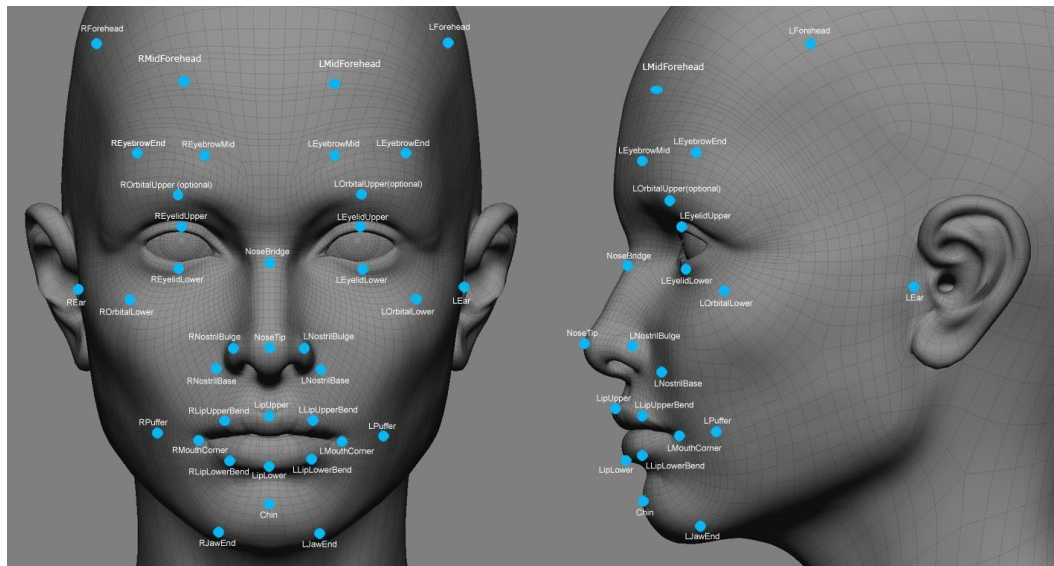 RForehead
LForehead
RMidForehead
LMidForehead
REyebrowEnd
REyebrowMid
LEyebrowMid
LEyebrowEnd
ROrbitalUpper (optional)
LOrbitalUpper(optional)
REyelidUpper
LEyelidUpper
NoseBridge
REyelidLower
LEyelidLower
REar
LEar
ROrbitalLower
LOrbitalLower
RNostrilBulge
NoseTip
LNostrilBulge
RNostrilBase
LNostrilBase
LipUpper
RLipUpperBend
LLipUpperBend
RPuffer
LPuffer
RMouthCorner
LMouthCorner
RLipLowerBend
LipLower
LLipLowerBend
Chin
RJawEnd
LJawEnd
LForehead
LMidForehead
LEyebrowEnd
LEyebrowMid
LOrbitalUpper(optional)
LEyelidUpper
NoseBridge
LEyelidLower
LOrbitalLower
LEar
NoseTip
LNostrilBulge
LNostrilBase
LipUpper
LLipUpperBend
LPuffer
LMouthCorner
LipLower
LLipLowerBend
Chin
LJawEnd